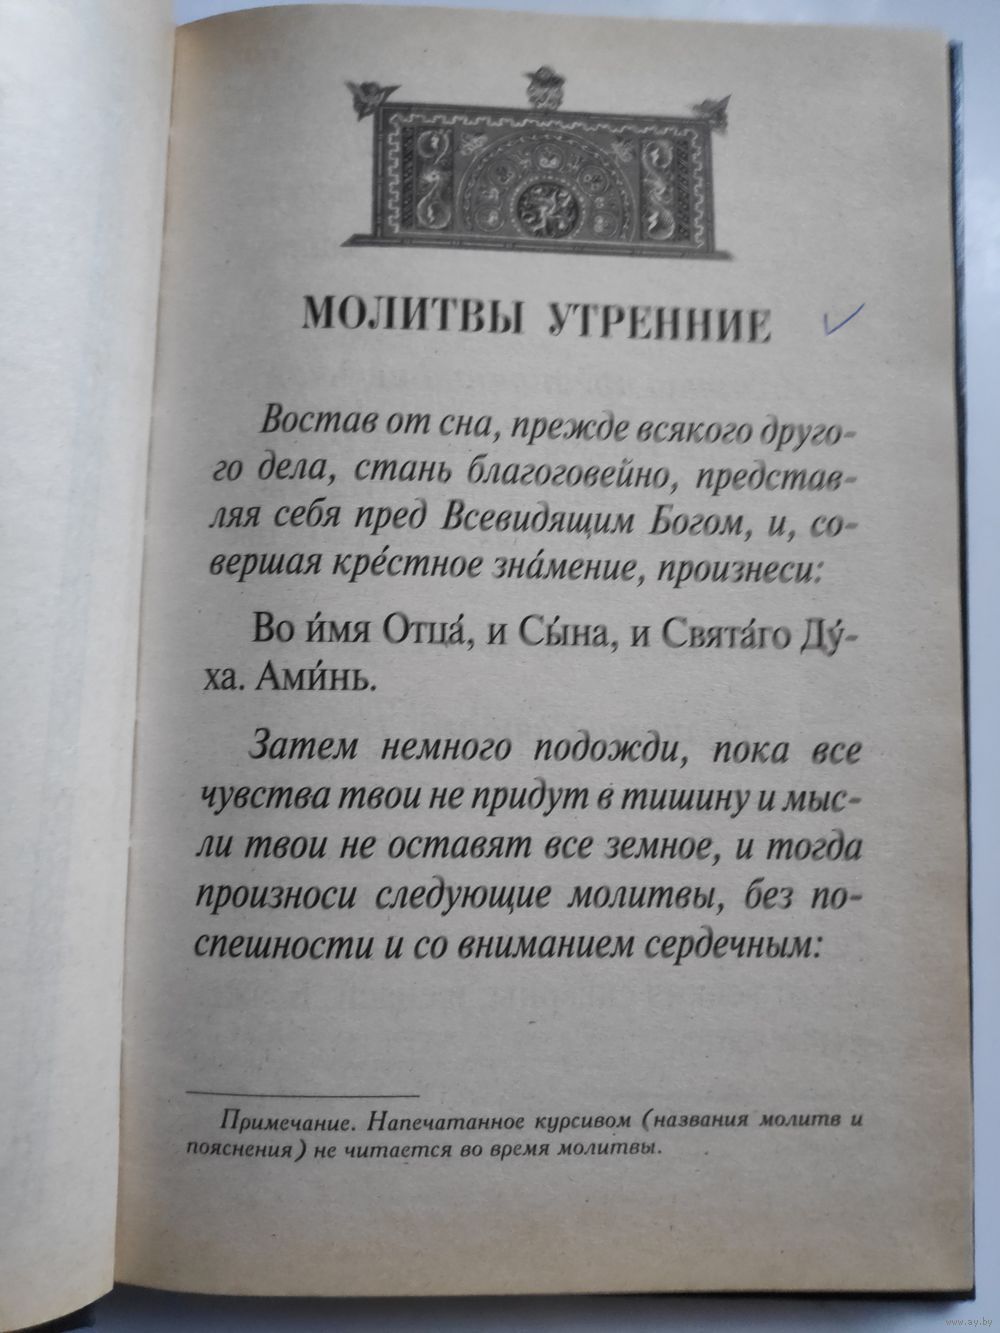 МОЛИТВЫ УТРЕННИЕ
Востав от сна, прежде всякого друго-
го дела, стань благоговейно, представ-
ляя себя пред Всевидящим Богом, и, со-
вершая кре́стное зна́мение, произнеси:
Во и́мя Отца́, и Сы́на, и Свята́го Ду́-
ха. Ами́нь.
Затем немного подожди, пока все
чувства твои не придут в тишину и мыс-
ли твои не оставят все земное, и тогда
произноси следующие молитвы, без по-
спешности и со вниманием сердечным:
Примечание. Напечатанное курсивом (названия молитв и
пояснения) не читается во время молитвы.
www.ay.by